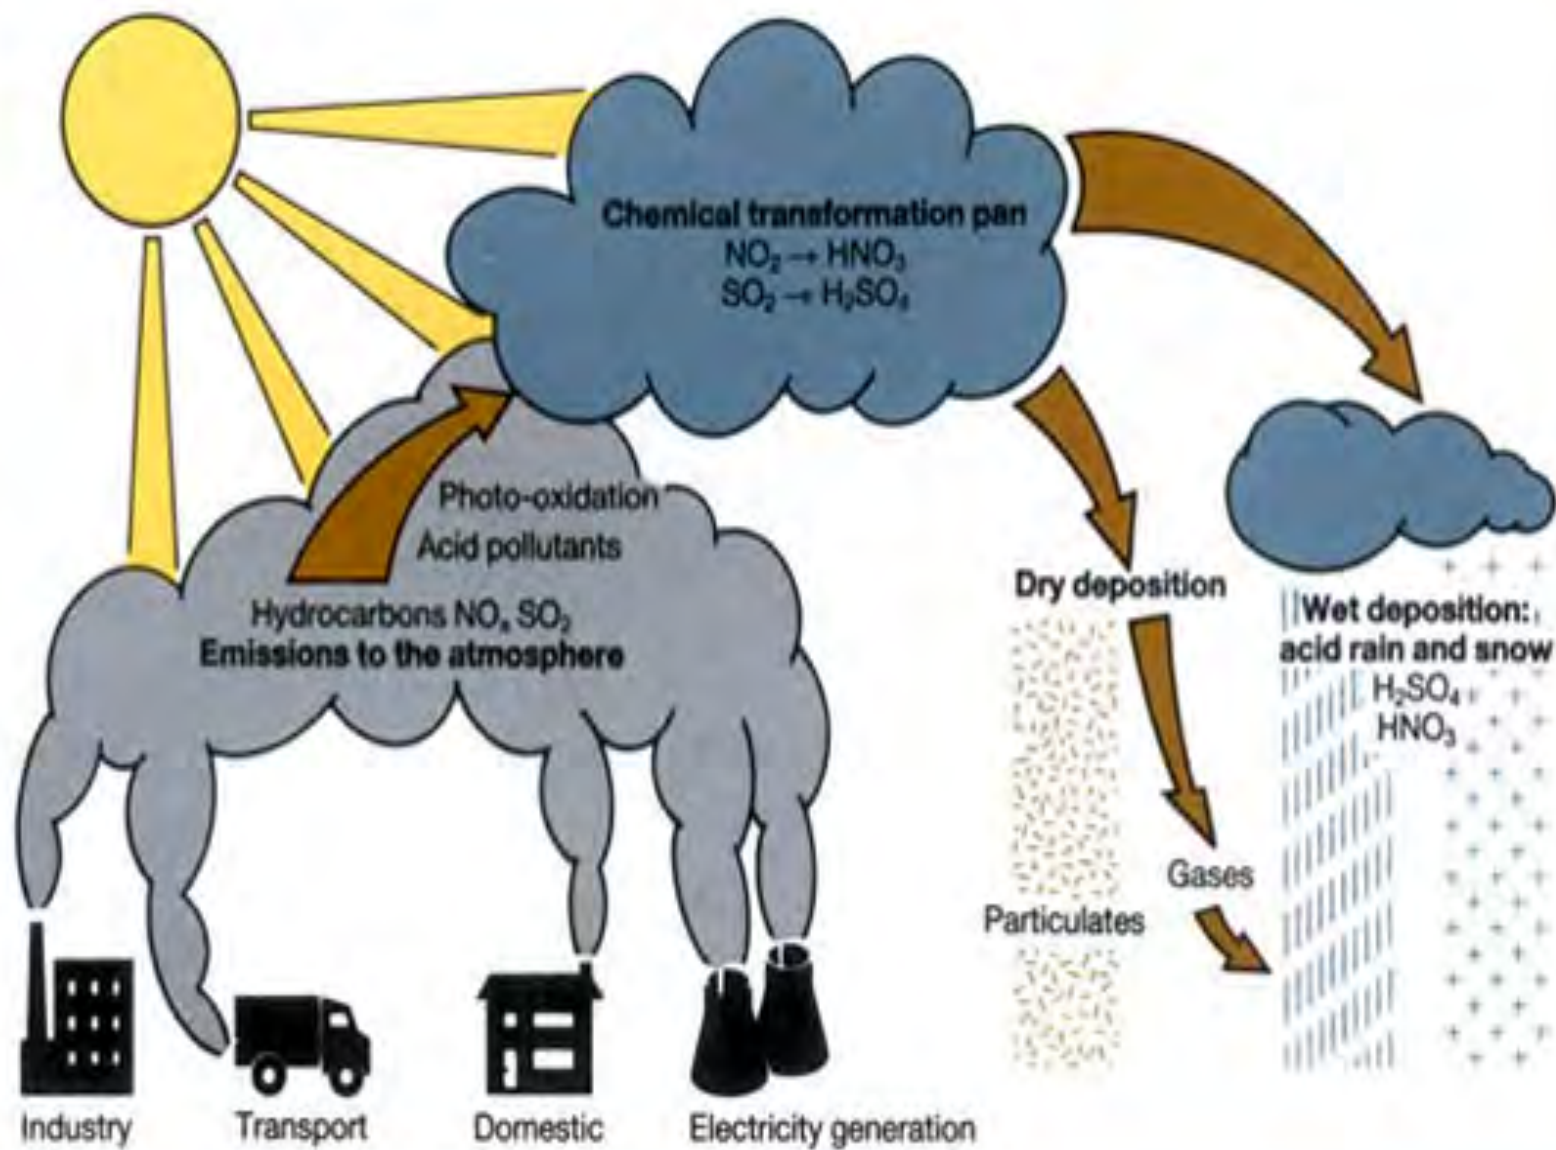 Chemical transformation pan
NO₂ → HNO₃
SO₂ → H₂SO₄
Photo-oxidation
Acid pollutants
Hydrocarbons NOₓ SO₂
Emissions to the atmosphere
Dry deposition
Wet deposition:
acid rain and snow
H₂SO₄
HNO₃
Gases
Particulates
Industry
Transport
Domestic
Electricity generation